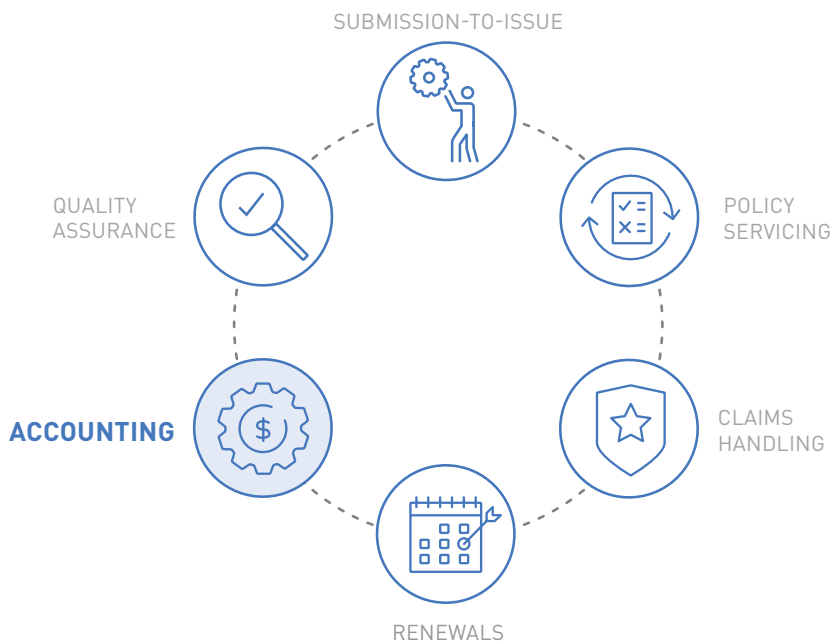 SUBMISSION-TO-ISSUE
QUALITY
ASSURANCE
POLICY
SERVICING
ACCOUNTING
$
CLAIMS
HANDLING
RENEWALS